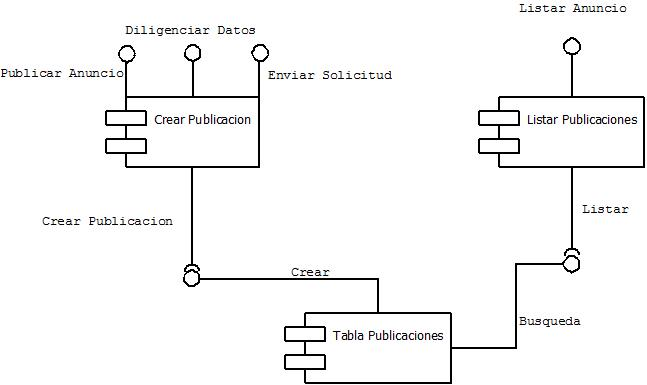 Listar Anuncio
Diligenciar Datos
Publicar Anuncio
Enviar Solicitud
Crear Publicacion
Listar Publicaciones
Crear Publicacion
Listar
Crear
Busqueda
Tabla Publicaciones